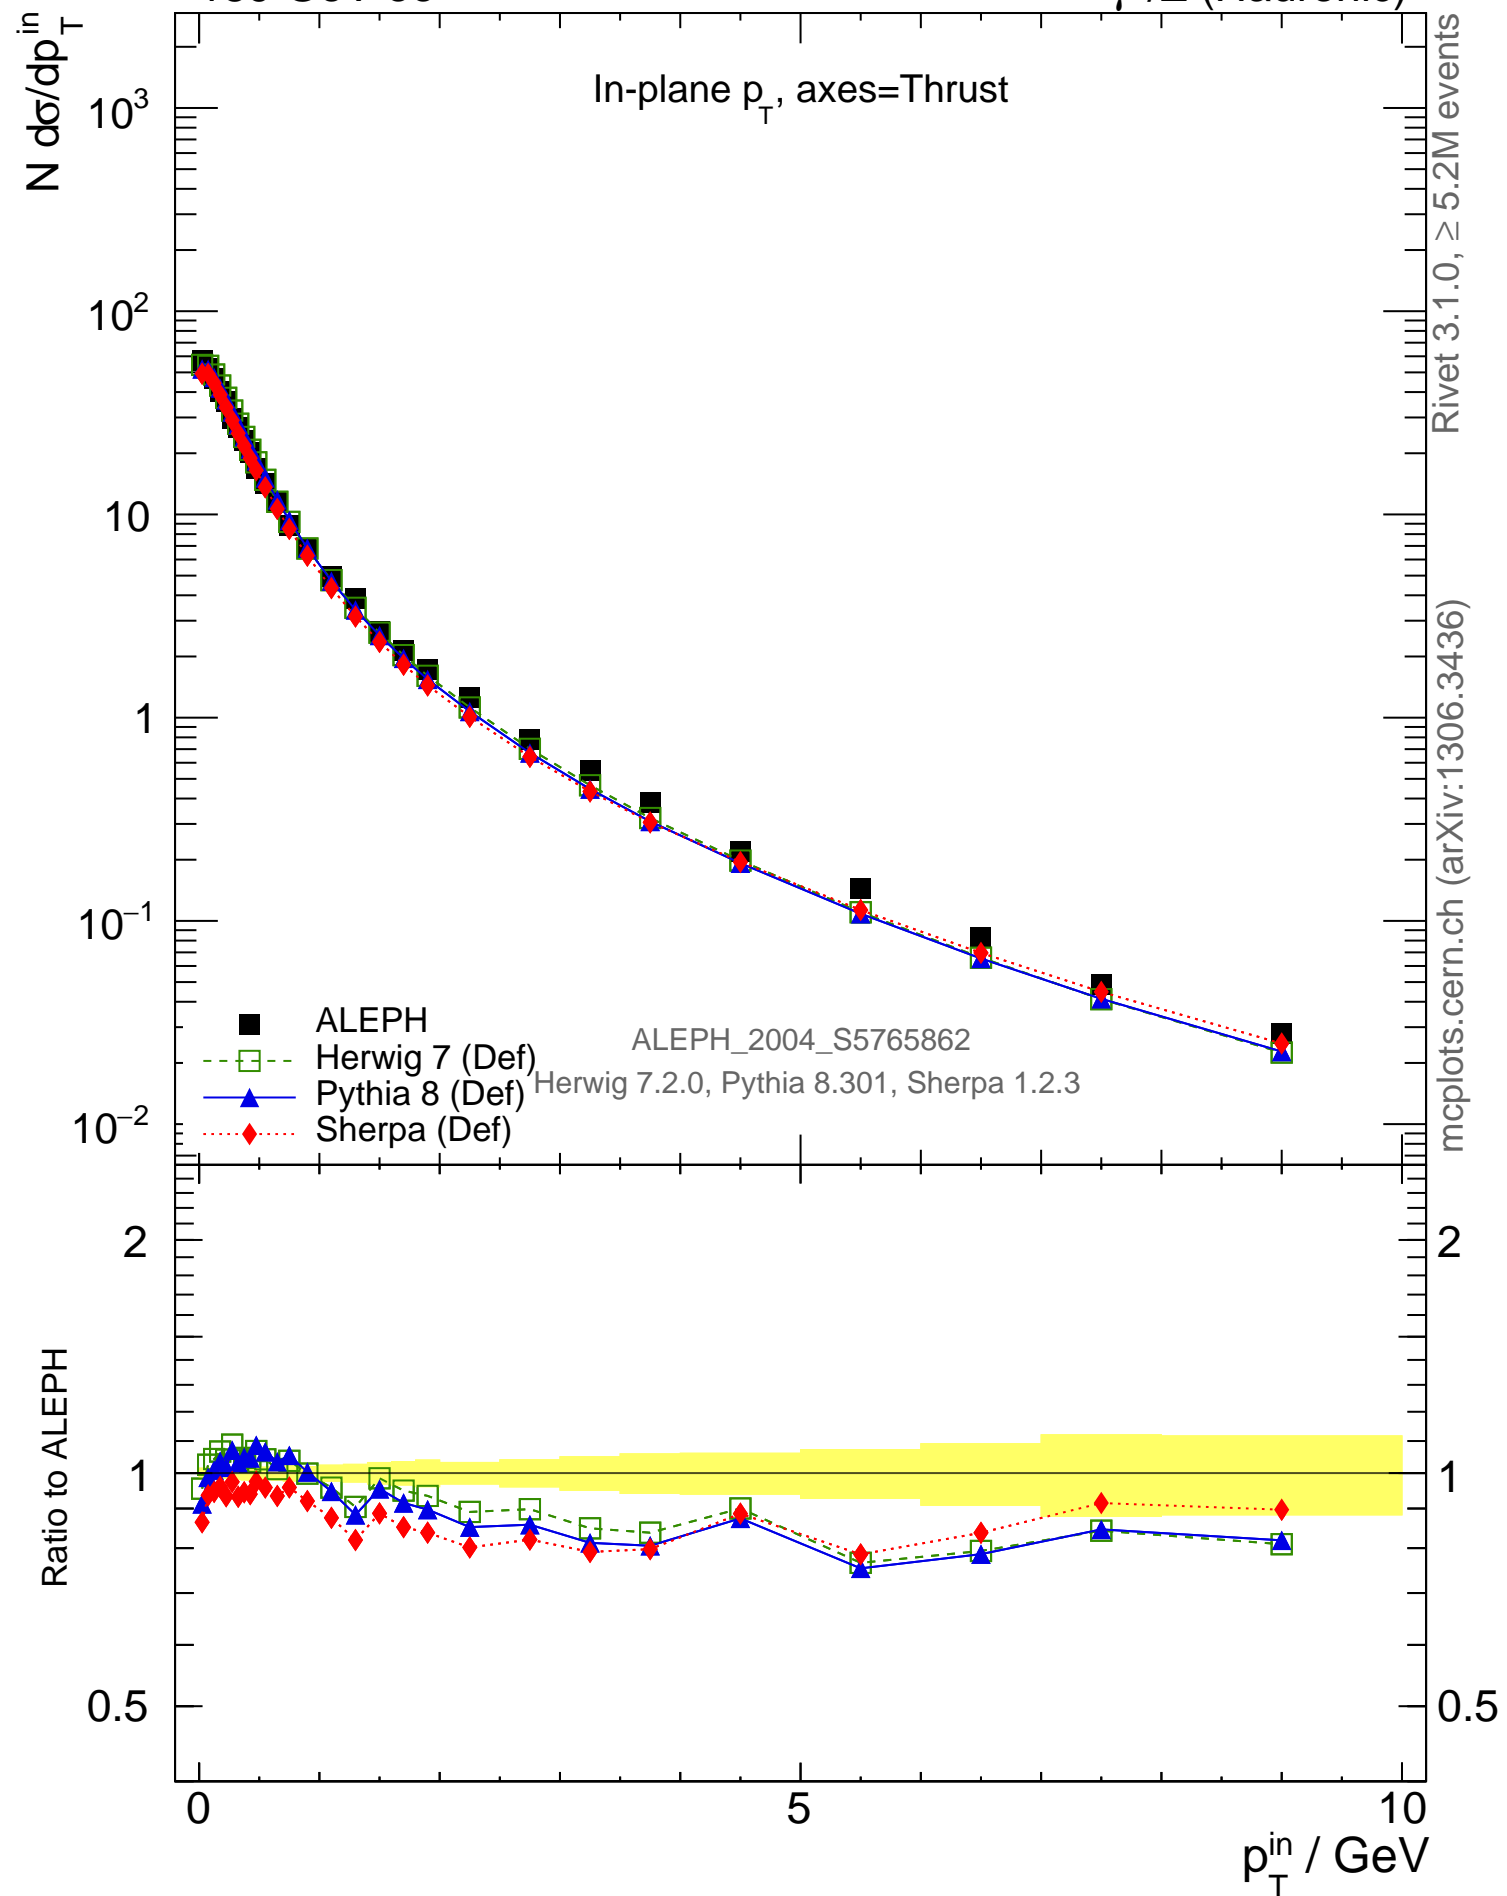 In-plane p_T, axes=Thrust
N dσ/dp_T^in
10^3
10^2
10
1
10^−1
10^−2
ALEPH
Herwig 7 (Def)
Pythia 8 (Def)
Sherpa (Def)
ALEPH_2004_S5765862
Herwig 7.2.0, Pythia 8.301, Sherpa 1.2.3
Rivet 3.1.0, ≥ 5.2M events
mcplots.cern.ch (arXiv:1306.3436)
Ratio to ALEPH
2
1
0.5
2
1
0.5
0
5
10
p_T^in / GeV